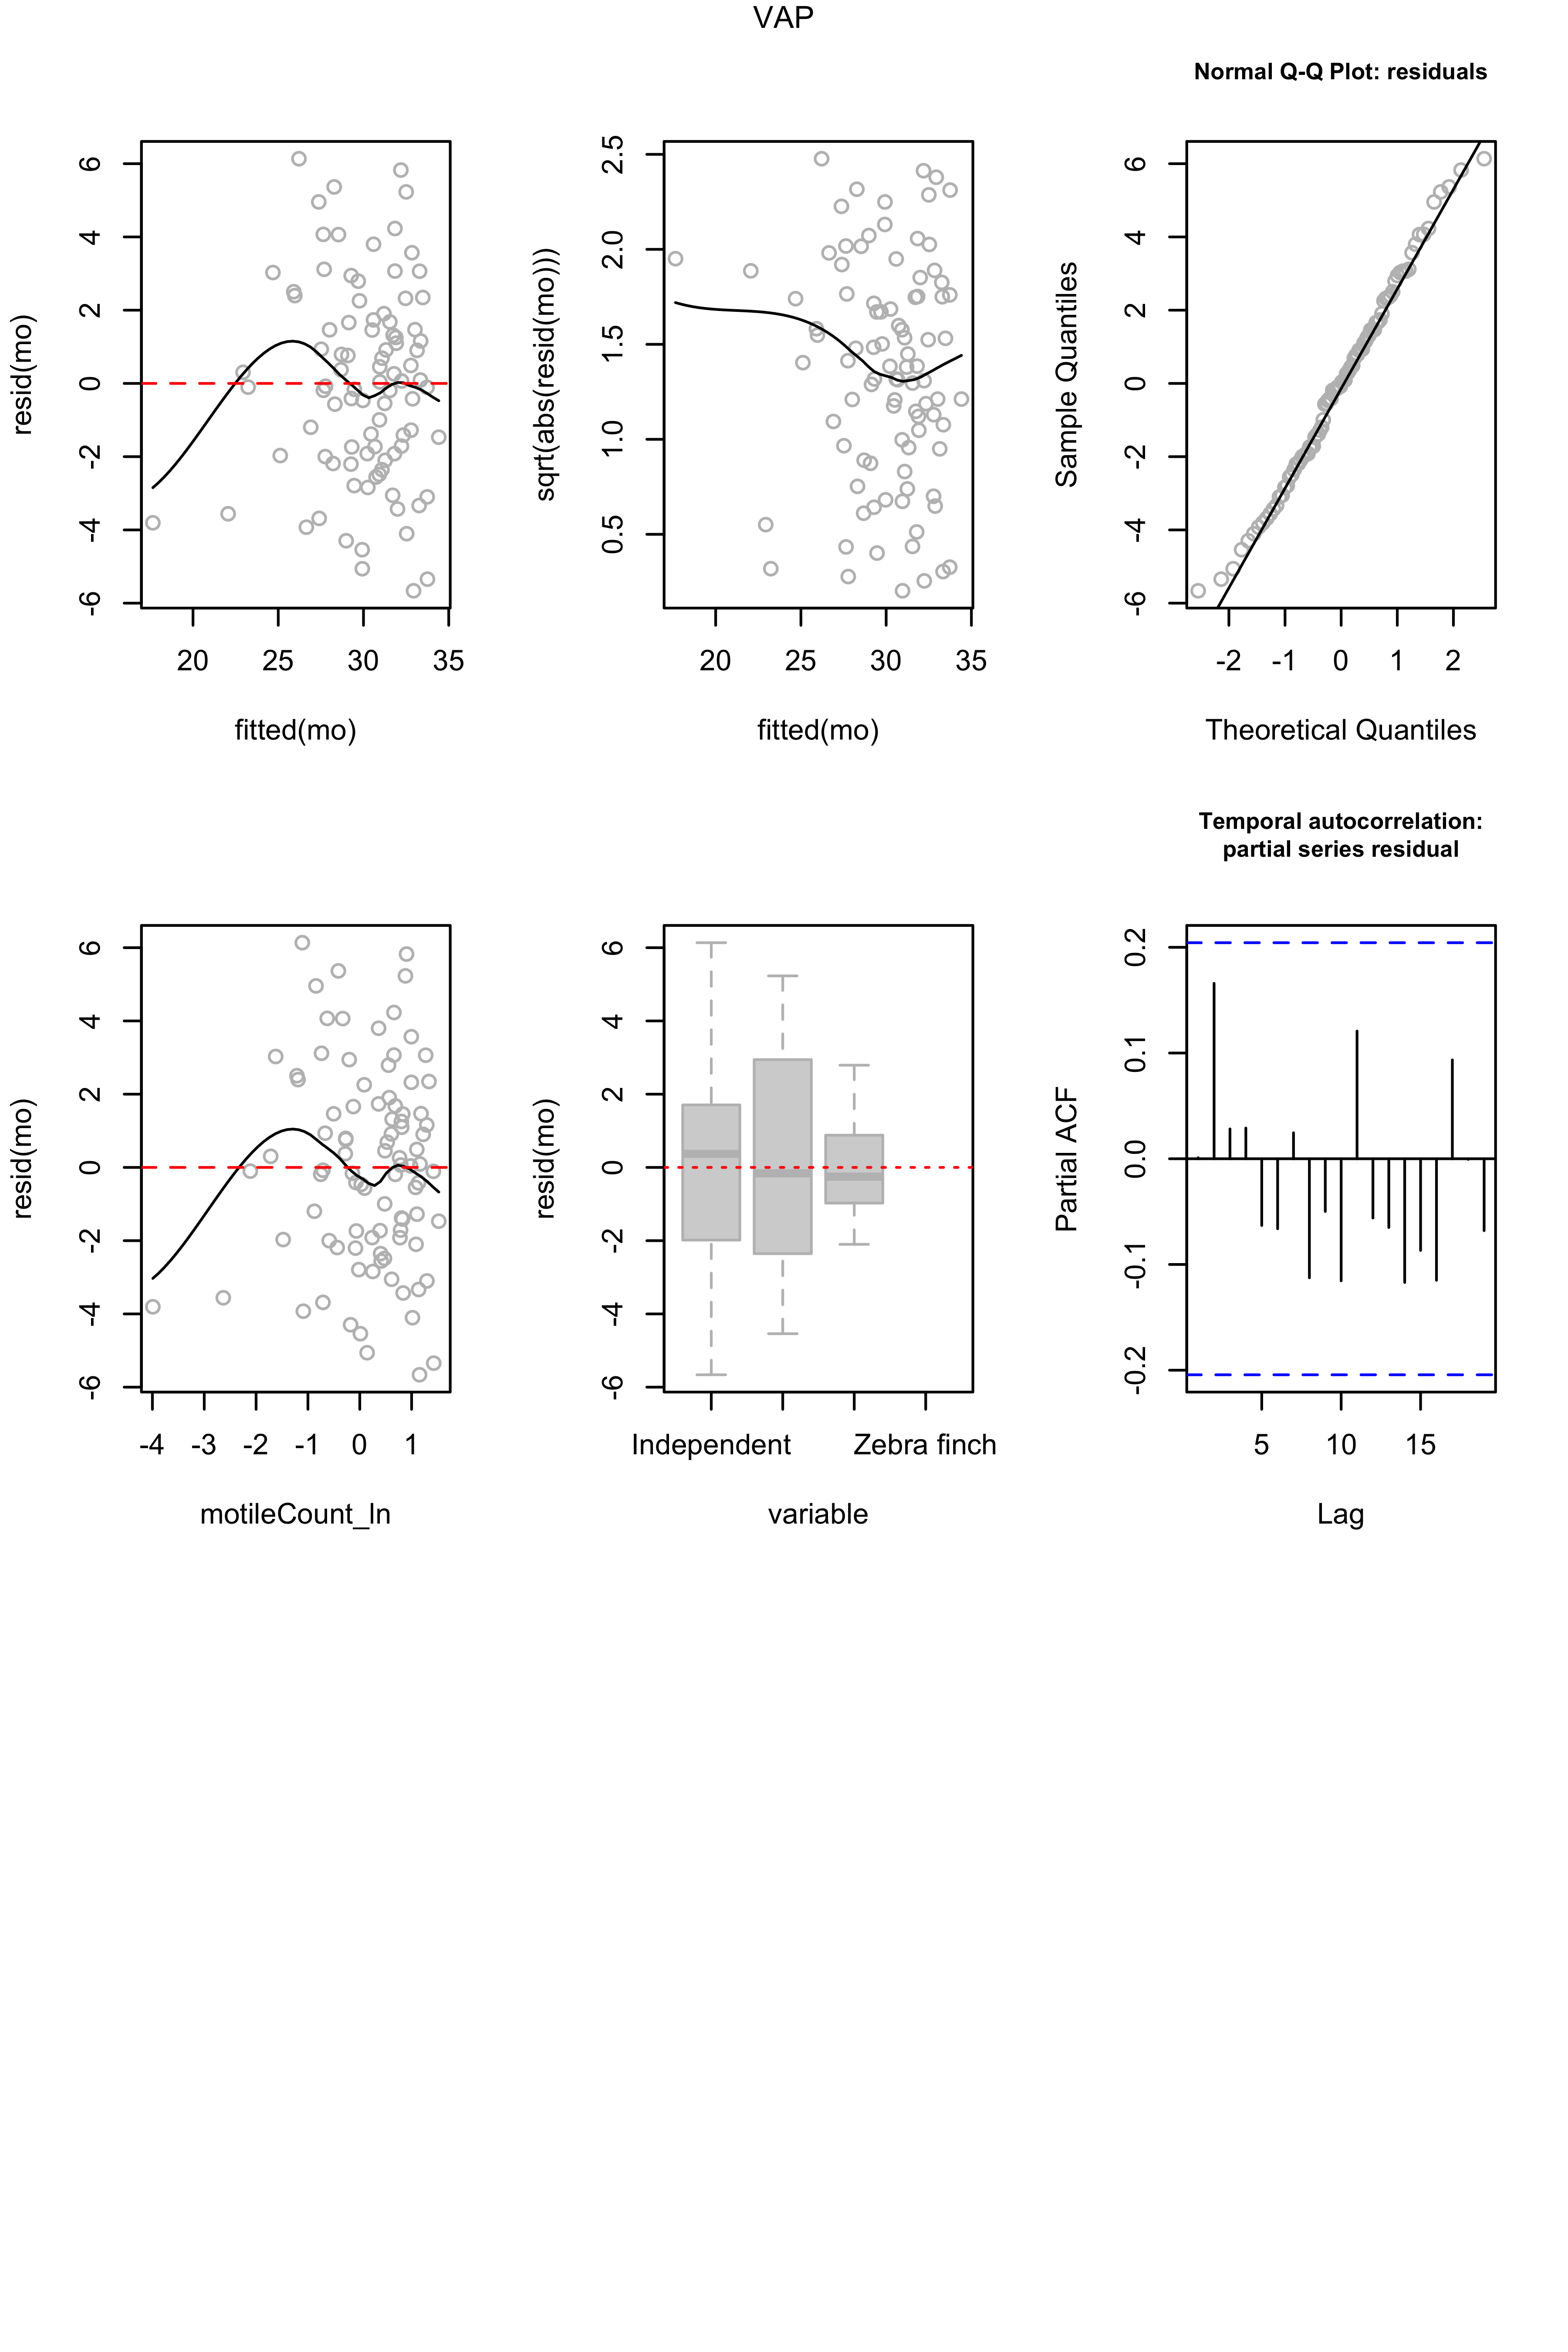 VAP
Normal Q-Q Plot: residuals
resid(mo)
-6 -4 -2 0 2 4 6
20 25 30 35
fitted(mo)
sqrt(abs(resid(mo)))
0.5 1.0 1.5 2.0 2.5
20 25 30 35
fitted(mo)
Sample Quantiles
-6 -4 -2 0 2 4 6
-2 -1 0 1 2
Theoretical Quantiles
resid(mo)
-6 -4 -2 0 2 4 6
-4 -3 -2 -1 0 1
motileCount_ln
resid(mo)
-6 -4 -2 0 2 4 6
Independent Zebra finch
variable
Temporal autocorrelation:
partial series residual
Partial ACF
-0.2 -0.1 0.0 0.1 0.2
5 10 15
Lag